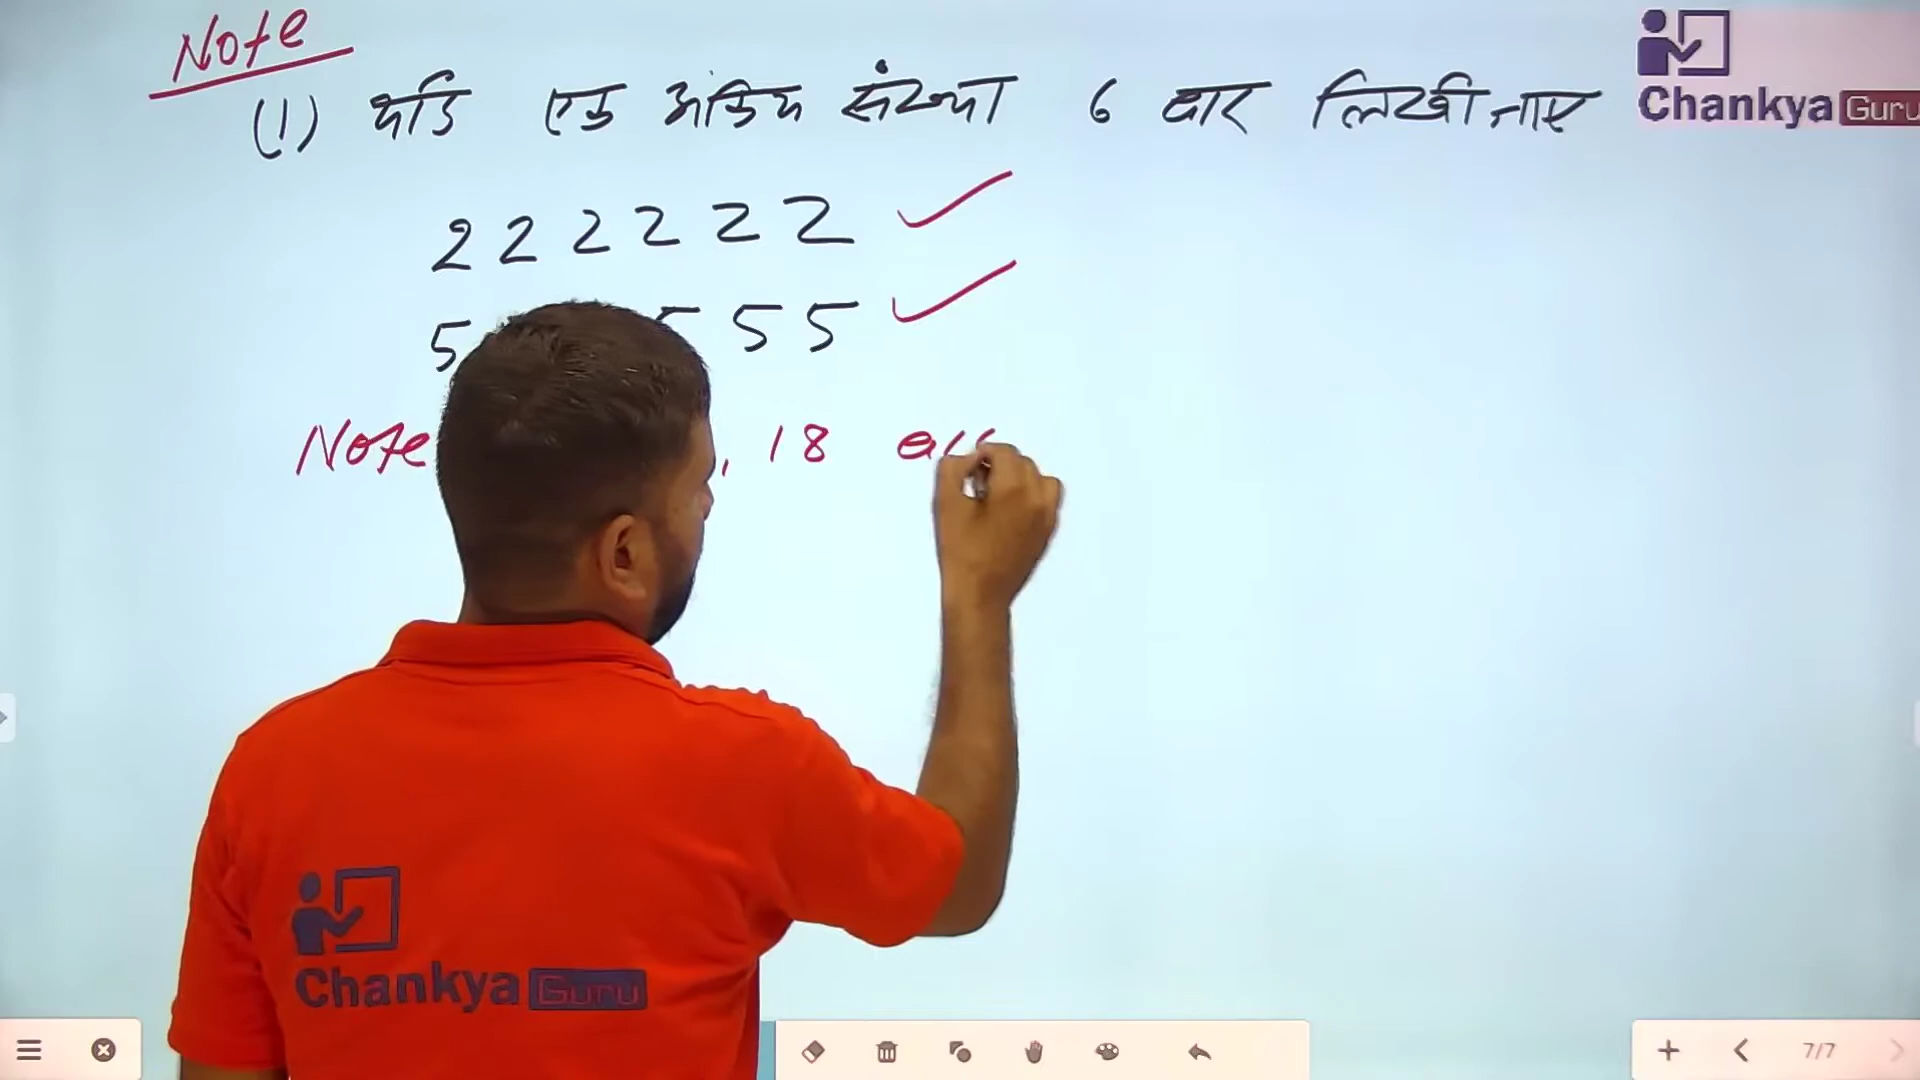 Note
(1) यदि एक अंकिय संख्या 6 बार लिखी जाए
Chankya Guru
2 2 2 2 2 2
5 5 5 5
Note , 18
Chankya Guru
7/7